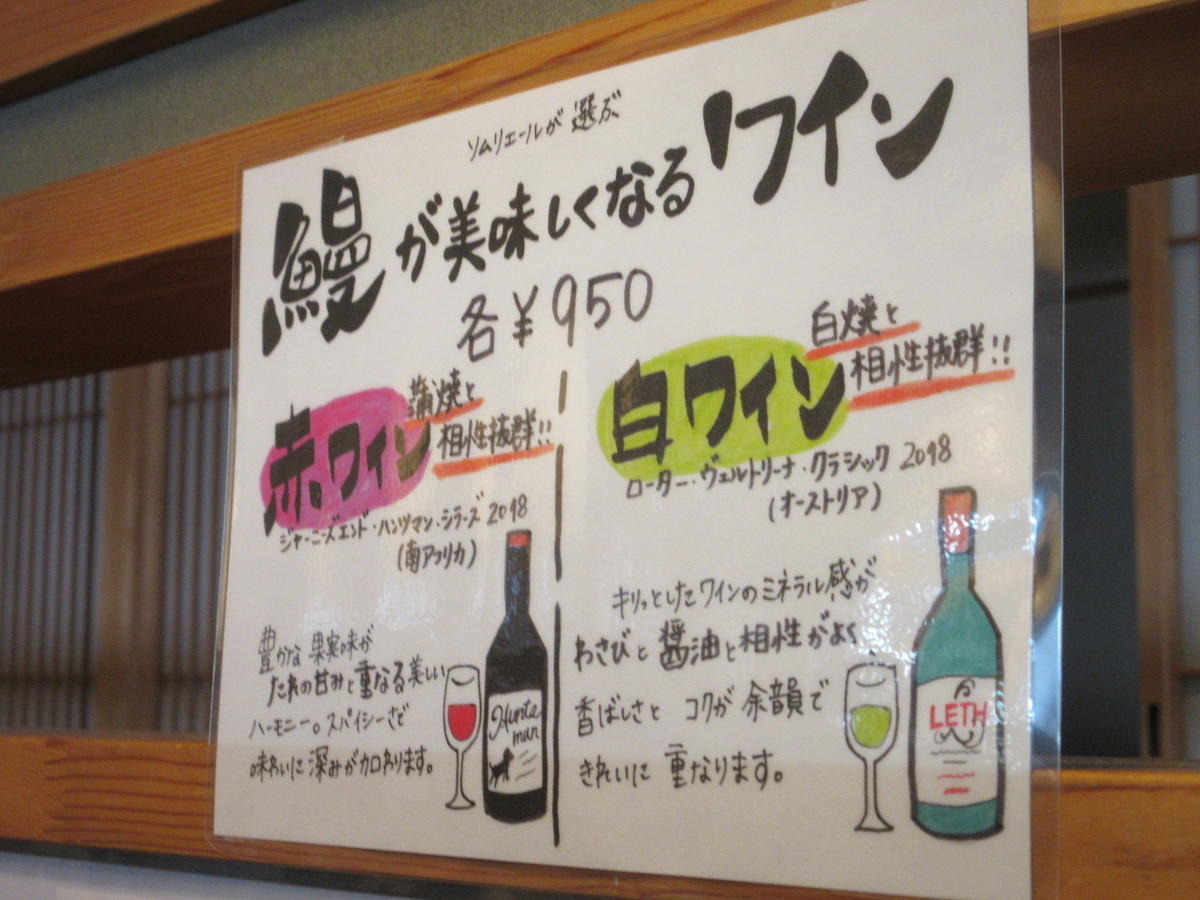 ソムリエールが選ぶ
鰻が美味しくなるワイン
各¥950
赤ワイン
蒲焼と
相性抜群!!
ジャーニーズエンド・ハンツマン・シラーズ 2018
(南アフリカ)
豊かな果実味が
たれの甘みと重なる美しい
ハーモニー。スパイシーさで
味わいに深みが加わります。
Hunts
man
白ワイン
白焼と
相性抜群!!
ローター・ヴェルトリーナ・クラシック 2018
(オーストリア)
キリッとしたワインのミネラル感が
わさびと醤油と相性がよく
香ばしさと コクが 余韻で
きれいに 重なります。
LETH